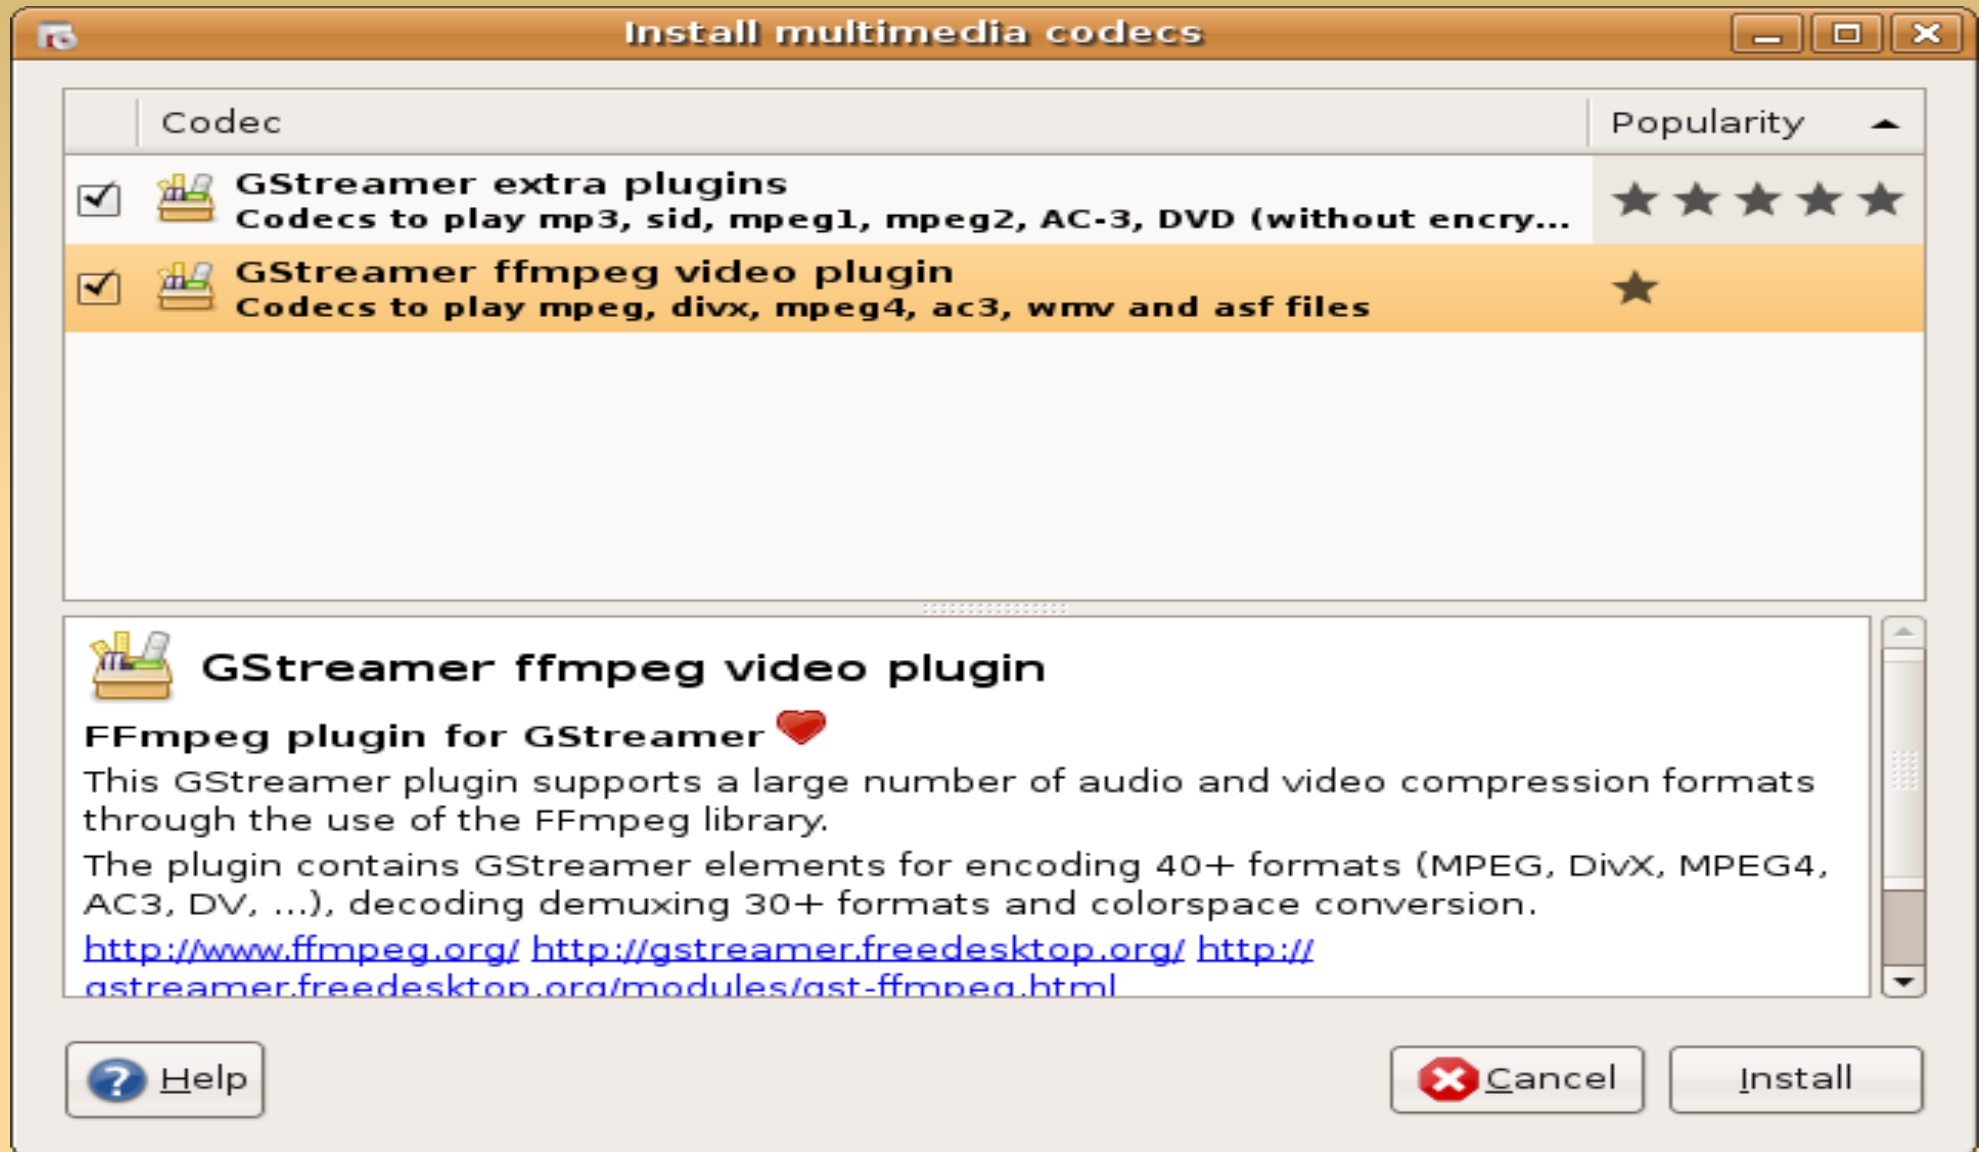 Install multimedia codecs
Codec Popularity
GStreamer extra plugins
Codecs to play mp3, sid, mpeg1, mpeg2, AC-3, DVD (without encry...
GStreamer ffmpeg video plugin
Codecs to play mpeg, divx, mpeg4, ac3, wmv and asf files
GStreamer ffmpeg video plugin
FFmpeg plugin for GStreamer
This GStreamer plugin supports a large number of audio and video compression formats
through the use of the FFmpeg library.
The plugin contains GStreamer elements for encoding 40+ formats (MPEG, DivX, MPEG4,
AC3, DV, ...), decoding demuxing 30+ formats and colorspace conversion.
http://www.ffmpeg.org/ http://gstreamer.freedesktop.org/ http://
gstreamer.freedesktop.org/modules/gst-ffmpeg.html
Help Cancel Install